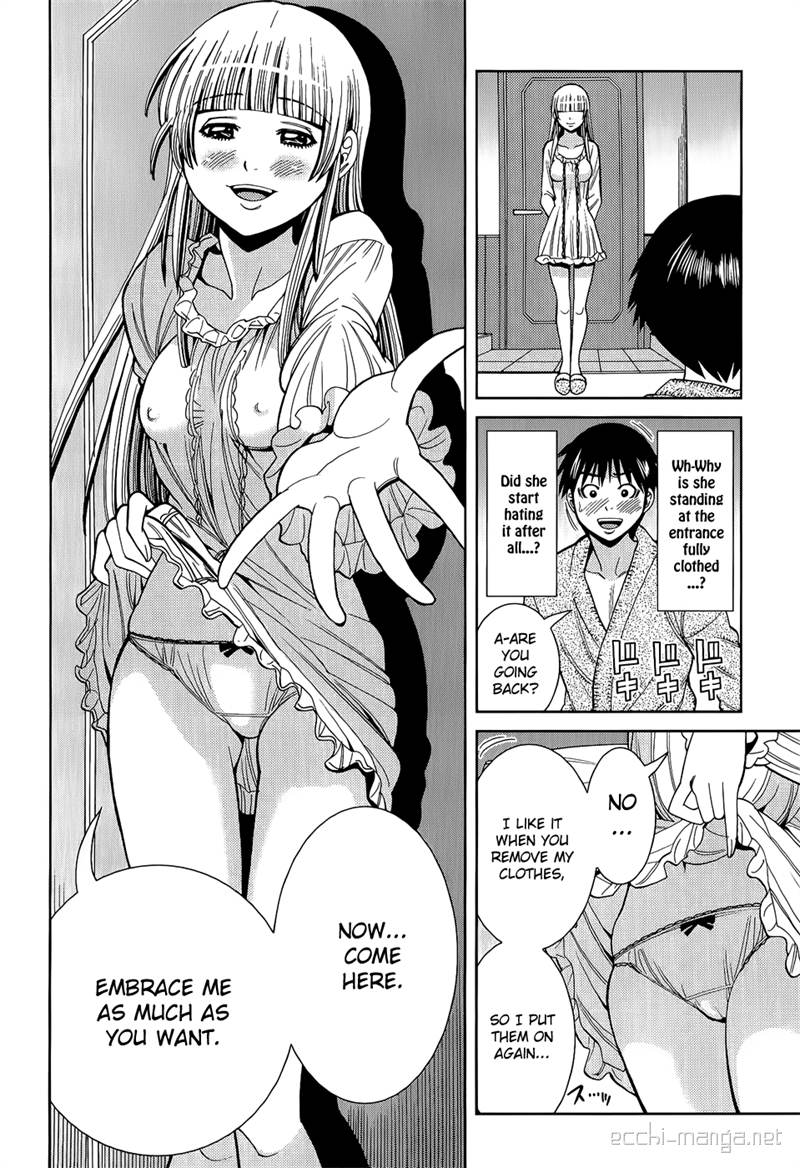 Wh-Why
is she
standing
at the
entrance
fully
clothed
...?
Did she
start
hating
it after
all...?
A-ARE
YOU
GOING
BACK?
ドキ
ドキ
ドキ
NO
...
I LIKE IT
WHEN YOU
REMOVE MY
CLOTHES,
SO I PUT
THEM ON
AGAIN...
ス…ッ
NOW...
COME
HERE.
EMBRACE ME
AS MUCH AS
YOU WANT.
ecchi-manga.net